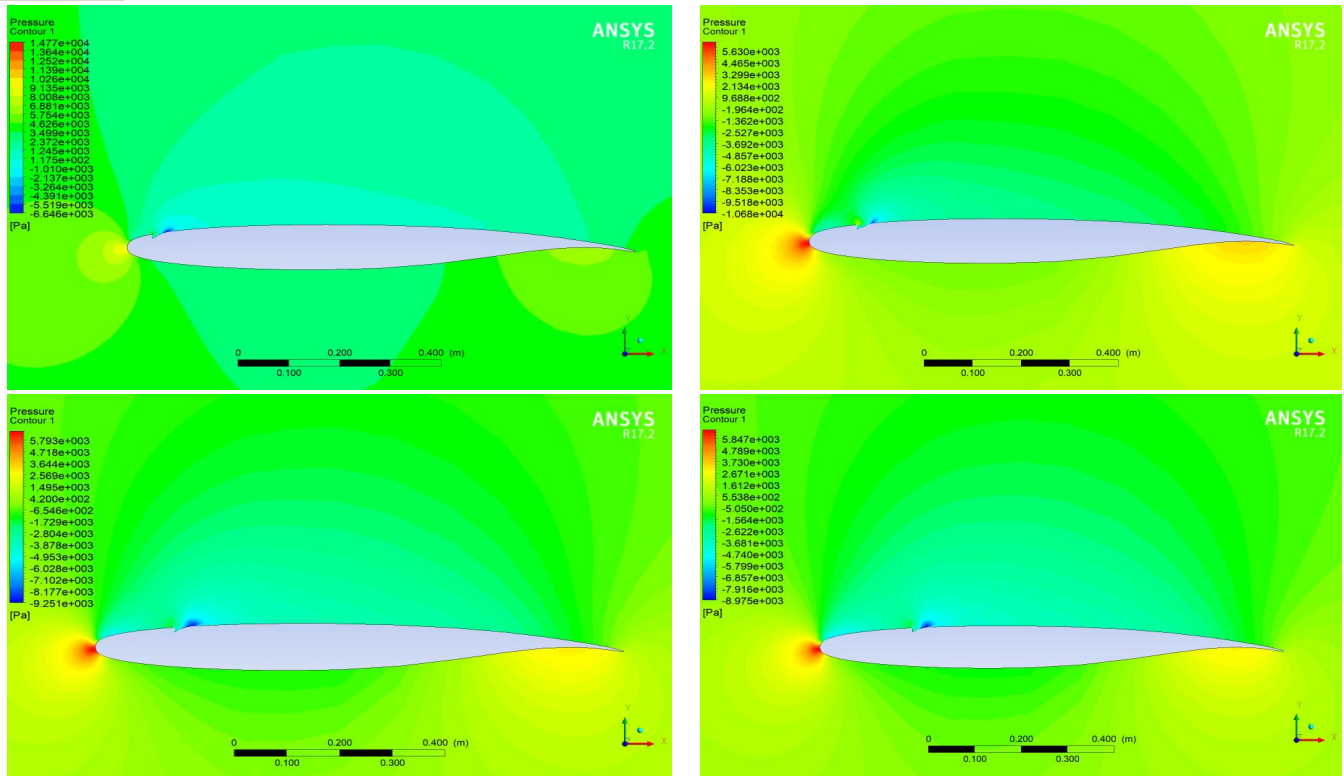 Pressure
Contour 1
1.477e+004
1.364e+004
1.252e+004
1.139e+004
1.026e+004
9.135e+003
8.008e+003
6.881e+003
5.754e+003
4.626e+003
3.499e+003
2.372e+003
1.245e+003
1.175e+002
-1.010e+003
-2.137e+003
-3.264e+003
-4.391e+003
-5.519e+003
-6.646e+003
[Pa]
ANSYS
R17.2
0 0.200 0.400 (m)
0.100 0.300
Y
X
Pressure
Contour 1
5.630e+003
4.465e+003
3.299e+003
2.134e+003
9.688e+002
-1.964e+002
-1.362e+003
-2.527e+003
-3.692e+003
-4.857e+003
-6.023e+003
-7.188e+003
-8.353e+003
-9.518e+003
-1.068e+004
[Pa]
ANSYS
R17.2
0 0.200 0.400 (m)
0.100 0.300
Y
X
Pressure
Contour 1
5.793e+003
4.718e+003
3.644e+003
2.569e+003
1.495e+003
4.200e+002
-6.546e+002
-1.729e+003
-2.804e+003
-3.878e+003
-4.953e+003
-6.028e+003
-7.102e+003
-8.177e+003
-9.251e+003
[Pa]
ANSYS
R17.2
0 0.200 0.400 (m)
0.100 0.300
Y
X
Pressure
Contour 1
5.847e+003
4.789e+003
3.730e+003
2.671e+003
1.612e+003
5.538e+002
-5.050e+002
-1.564e+003
-2.622e+003
-3.681e+003
-4.740e+003
-5.799e+003
-6.857e+003
-7.916e+003
-8.975e+003
[Pa]
ANSYS
R17.2
0 0.200 0.400 (m)
0.100 0.300
Y
X